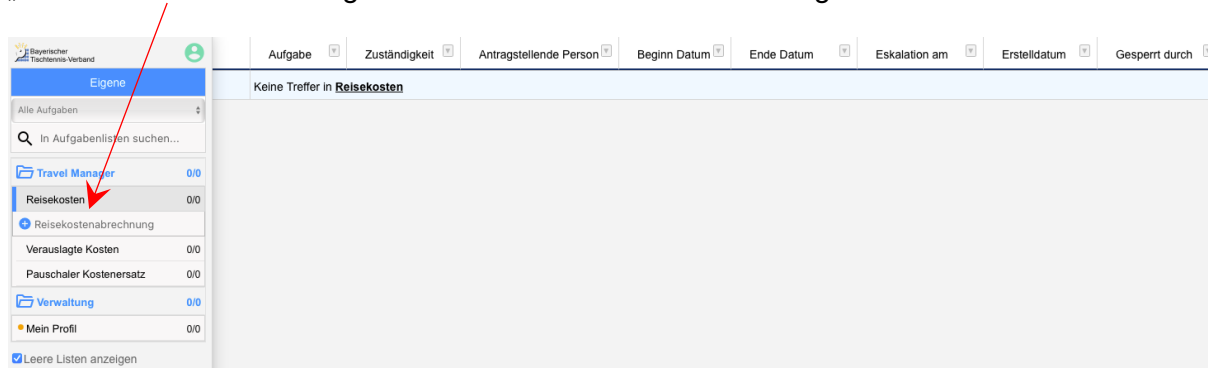 Bayerischer
Tischtennis-Verband
Eigene
Alle Aufgaben
In Aufgabenlisten suchen...
Travel Manager 0/0
Reisekosten 0/0
Reisekostenabrechnung
Verauslagte Kosten 0/0
Pauschaler Kostenersatz 0/0
Verwaltung 0/0
Mein Profil 0/0
Leere Listen anzeigen
Aufgabe Zuständigkeit Antragstellende Person Beginn Datum Ende Datum Eskalation am Erstelldatum Gesperrt durch
Keine Treffer in Reisekosten